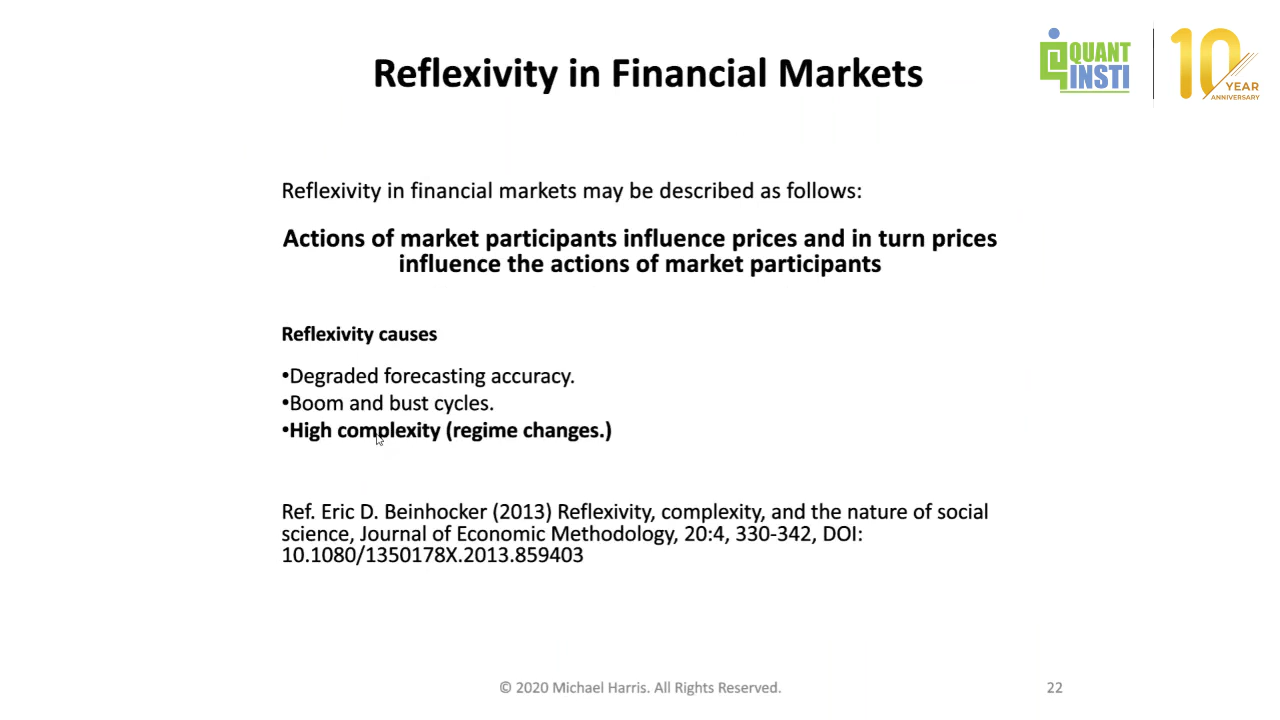 Reflexivity in Financial Markets
QUANT
INSTI
10
YEAR
ANNIVERSARY
Reflexivity in financial markets may be described as follows:
Actions of market participants influence prices and in turn prices
influence the actions of market participants
Reflexivity causes
•Degraded forecasting accuracy.
•Boom and bust cycles.
•High complexity (regime changes.)
Ref. Eric D. Beinhocker (2013) Reflexivity, complexity, and the nature of social
science, Journal of Economic Methodology, 20:4, 330-342, DOI:
10.1080/1350178X.2013.859403
© 2020 Michael Harris. All Rights Reserved.
22